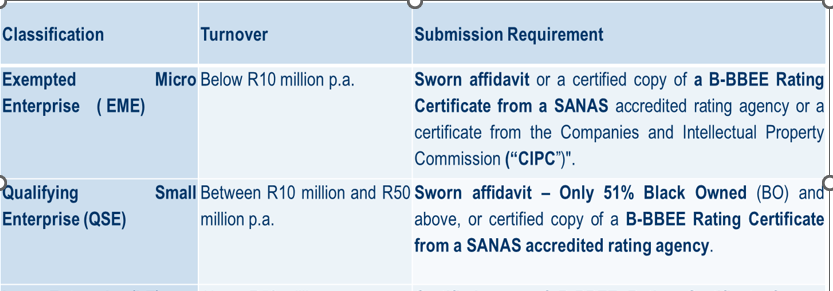 Classification Turnover Submission Requirement
Exempted Micro Below R10 million p.a. Sworn affidavit or a certified copy of a B-BBEE Rating
Enterprise ( EME) Certificate from a SANAS accredited rating agency or a
certificate from the Companies and Intellectual Property
Commission (“CIPC”)".
Qualifying Small Between R10 million and R50 Sworn affidavit – Only 51% Black Owned (BO) and
Enterprise (QSE) million p.a. above, or certified copy of a B-BBEE Rating Certificate
from a SANAS accredited rating agency.